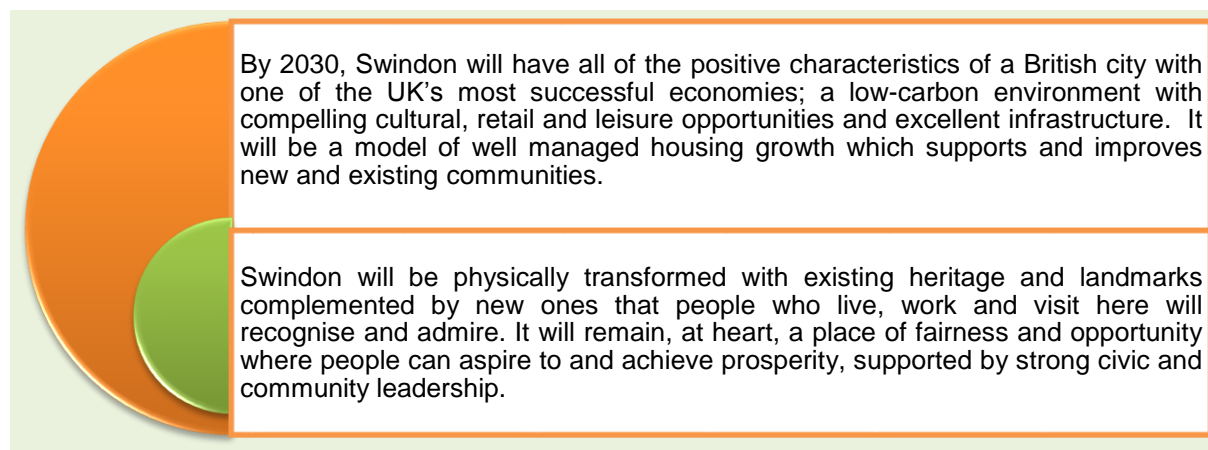 By 2030, Swindon will have all of the positive characteristics of a British city with
one of the UK's most successful economies; a low-carbon environment with
compelling cultural, retail and leisure opportunities and excellent infrastructure. It
will be a model of well managed housing growth which supports and improves
new and existing communities.
Swindon will be physically transformed with existing heritage and landmarks
complemented by new ones that people who live, work and visit here will
recognise and admire. It will remain, at heart, a place of fairness and opportunity
where people can aspire to and achieve prosperity, supported by strong civic and
community leadership.